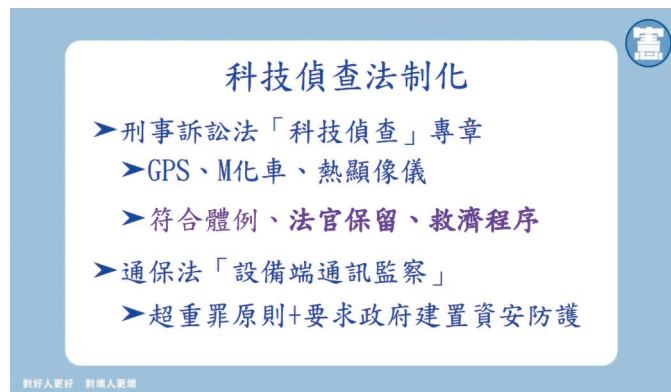 科技偵查法制化
➤刑事訴訟法「科技偵查」專章
➤GPS、M化車、熱顯像儀
➤符合體例、法官保留、救濟程序
➤通保法「設備端通訊監察」
➤超重罪原則+要求政府建置資安防護
對好人更好 對壞人更壞